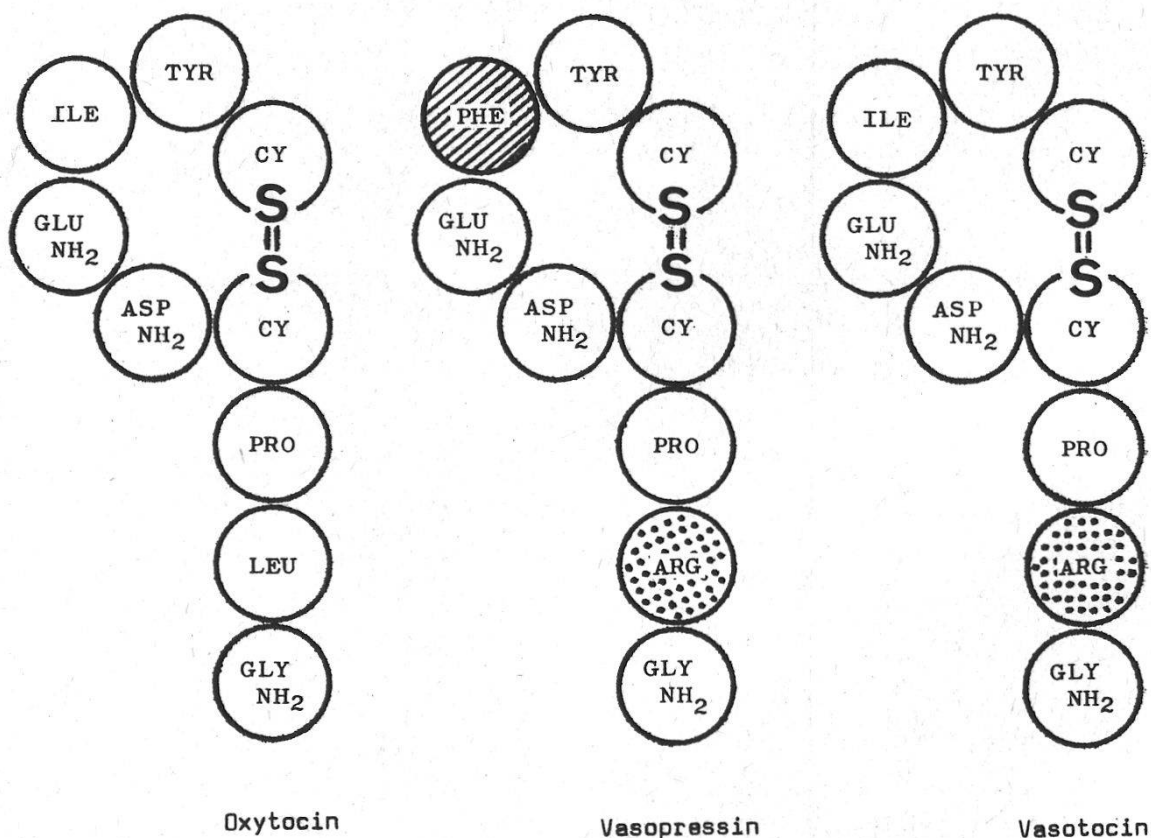 TYR
ILE
CY
S
S
GLU
NH2
ASP
NH2
CY
PRO
LEU
GLY
NH2
Oxytocin
TYR
PHE
CY
S
S
GLU
NH2
ASP
NH2
CY
PRO
ARG
GLY
NH2
Vasopressin
TYR
ILE
CY
S
S
GLU
NH2
ASP
NH2
CY
PRO
ARG
GLY
NH2
Vasotocin